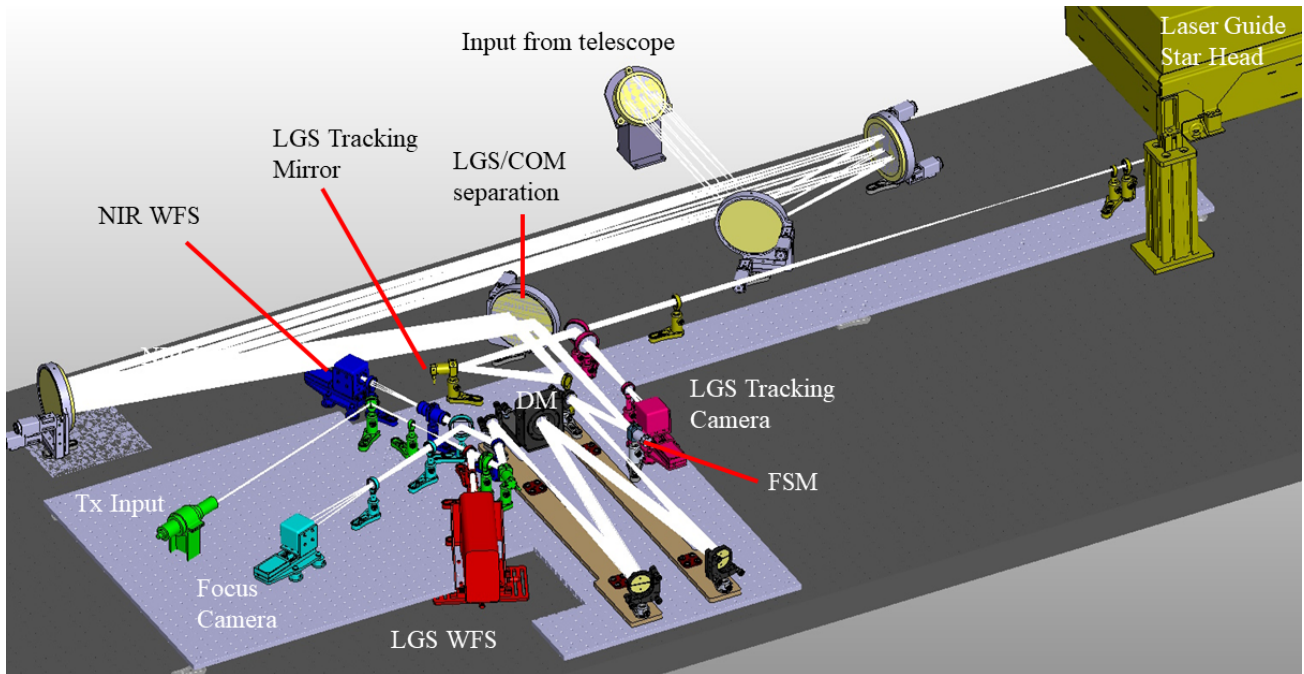 Laser Guide
Star Head
Input from telescope
LGS Tracking
Mirror
LGS/COM
separation
NIR WFS
DM
LGS Tracking
Camera
FSM
Tx Input
Focus
Camera
LGS WFS